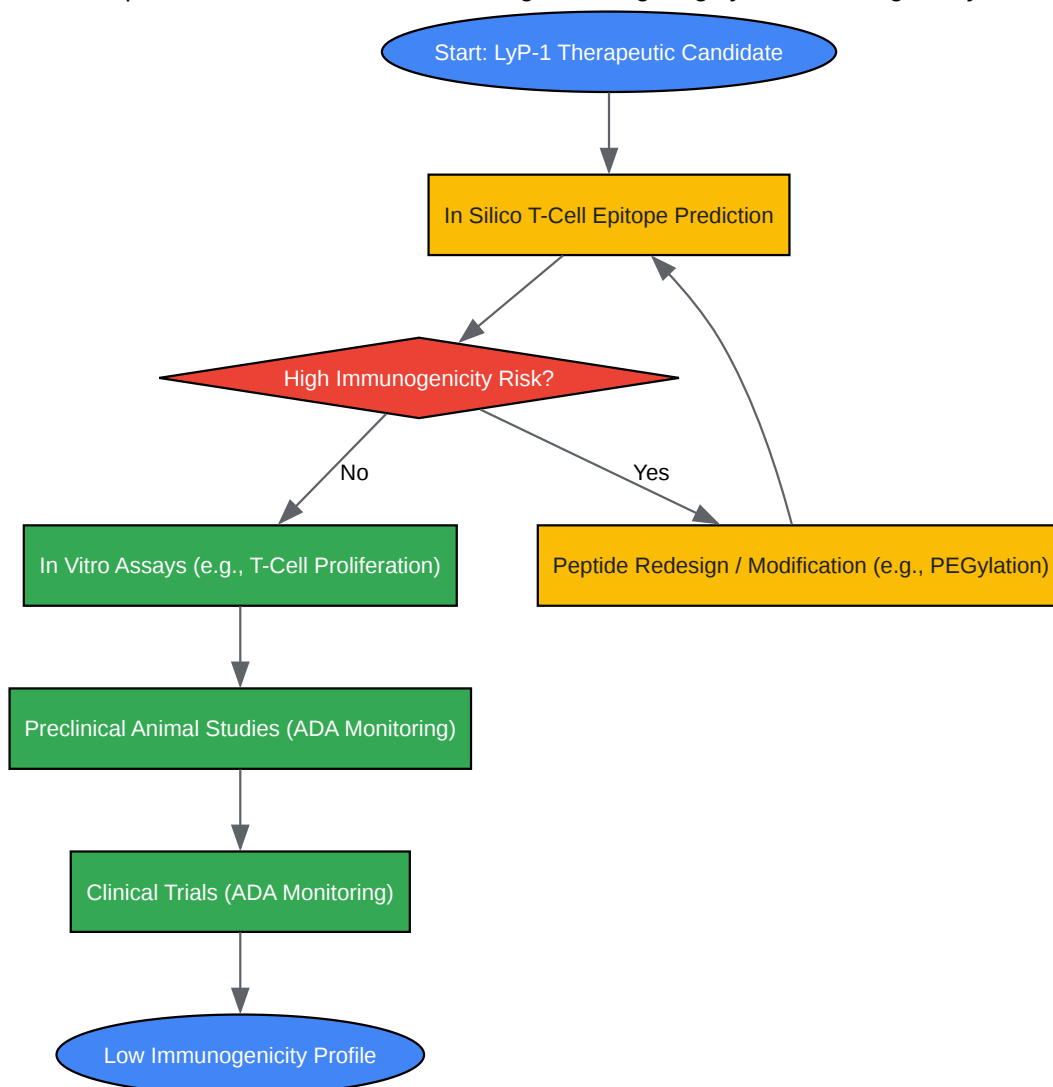 Start: LyP-1 Therapeutic Candidate
In Silico T-Cell Epitope Prediction
High Immunogenicity Risk?
No
Yes
In Vitro Assays (e.g., T-Cell Proliferation)
Peptide Redesign / Modification (e.g., PEGylation)
Preclinical Animal Studies (ADA Monitoring)
Clinical Trials (ADA Monitoring)
Low Immunogenicity Profile